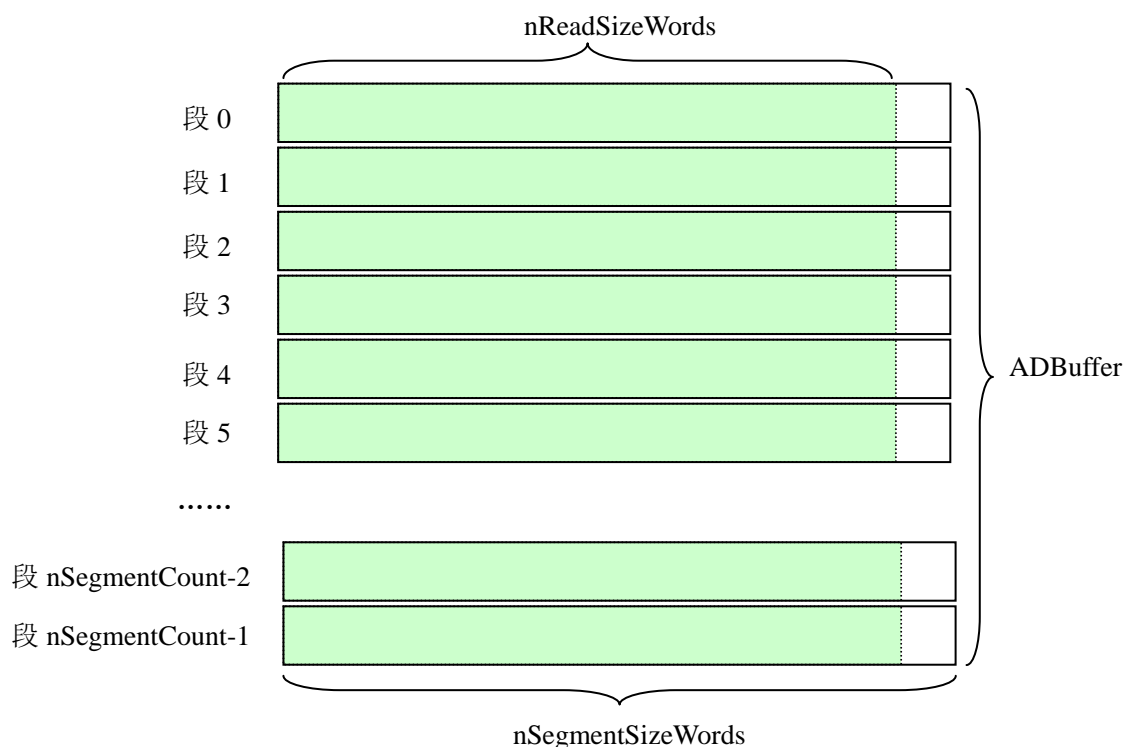 nReadSizeWords
段 0
段 1
段 2
段 3
段 4
ADBuffer
段 5
……
段 nSegmentCount-2
段 nSegmentCount-1
nSegmentSizeWords